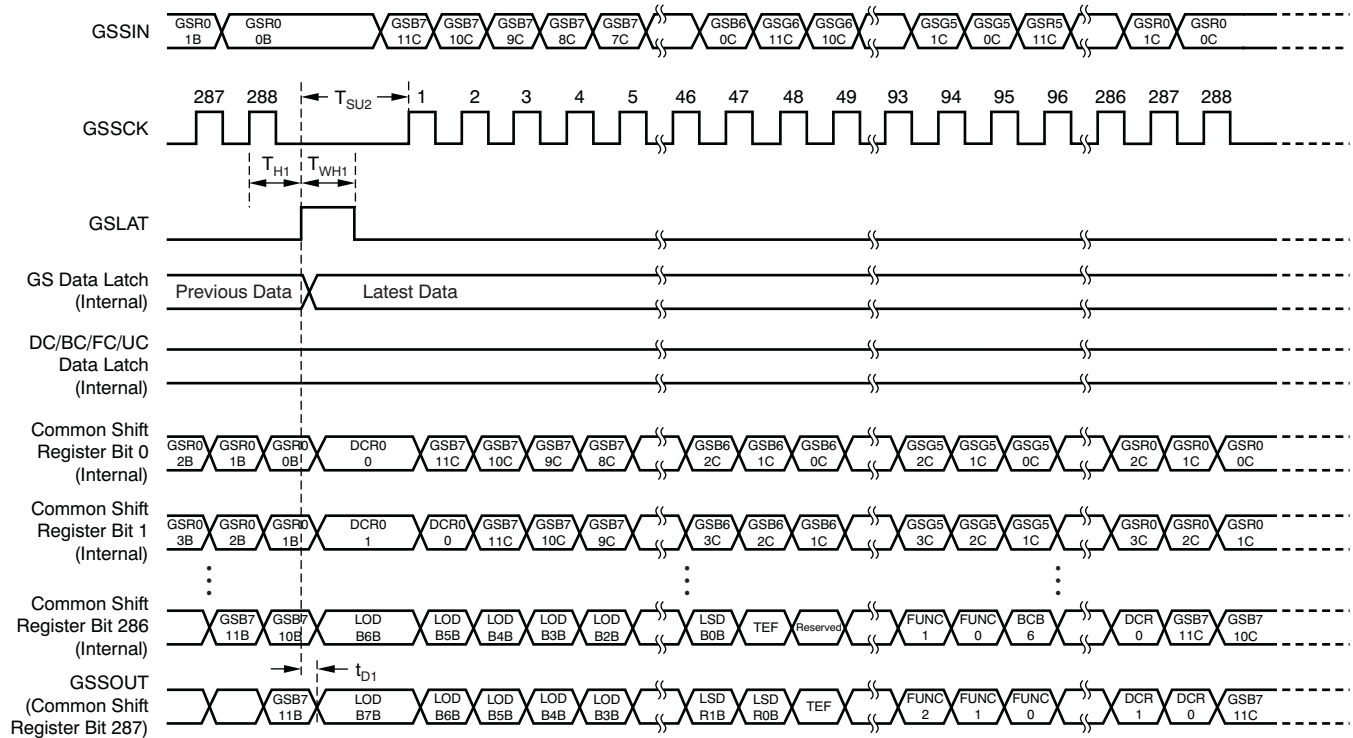 GSSIN
GSR0 1B
GSR0 0B
GSB7 11C
GSB7 10C
GSB7 9C
GSB7 8C
GSB7 7C
GSB6 0C
GSG6 11C
GSG6 10C
GSG5 1C
GSG5 0C
GSR5 11C
GSR0 1C
GSR0 0C
GSSCK
287 288 TSU2 1 2 3 4 5 46 47 48 49 93 94 95 96 286 287 288
TH1 TWH1
GSLAT
GS Data Latch
(Internal)
Previous Data
Latest Data
DC/BC/FC/UC
Data Latch
(Internal)
Common Shift
Register Bit 0
(Internal)
GSR0 2B
GSR0 1B
GSR0 0B
DCR0 0
GSB7 11C
GSB7 10C
GSB7 9C
GSB7 8C
GSB6 2C
GSB6 1C
GSB6 0C
GSG5 2C
GSG5 1C
GSG5 0C
GSR0 2C
GSR0 1C
GSR0 0C
Common Shift
Register Bit 1
(Internal)
GSR0 3B
GSR0 2B
GSR0 1B
DCR0 1
DCR0 0
GSB7 11C
GSB7 10C
GSB7 9C
GSB6 3C
GSB6 2C
GSB6 1C
GSG5 3C
GSG5 2C
GSG5 1C
GSR0 3C
GSR0 2C
GSR0 1C
Common Shift
Register Bit 286
(Internal)
GSB7 11B
GSB7 10B
LOD B6B
LOD B5B
LOD B4B
LOD B3B
LOD B2B
LSD B0B
TEF
Reserved
FUNC 1
FUNC 0
BCB 6
DCR 0
GSB7 11C
GSB7 10C
tD1
GSSOUT
(Common Shift
Register Bit 287)
GSB7 11B
LOD B7B
LOD B6B
LOD B5B
LOD B4B
LOD B3B
LSD R1B
LSD R0B
TEF
FUNC 2
FUNC 1
FUNC 0
DCR 1
DCR 0
GSB7 11C